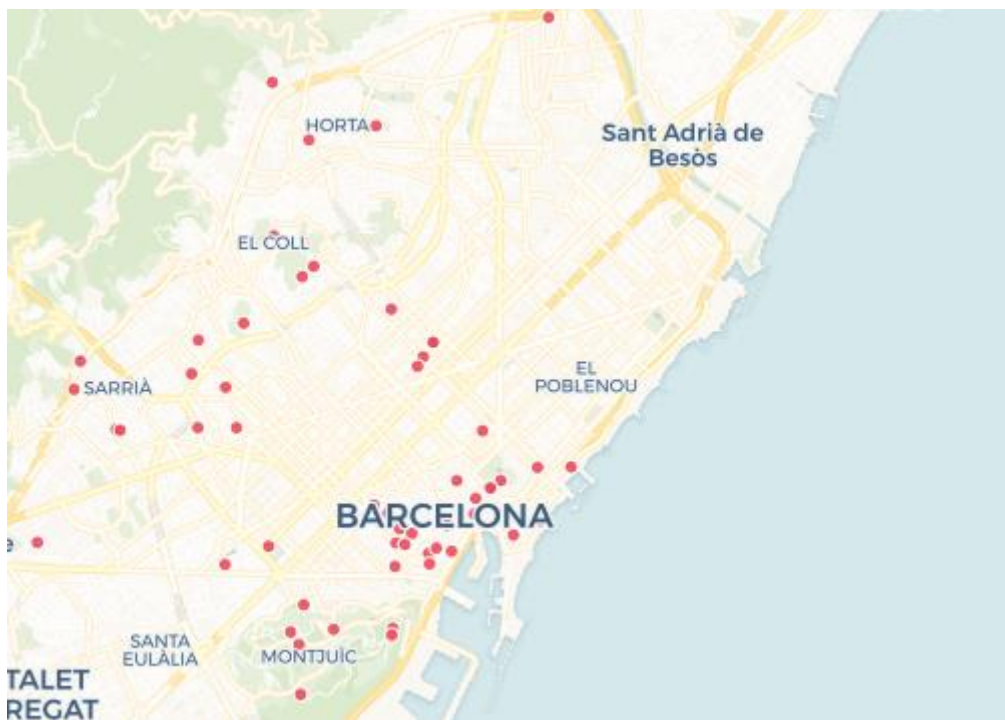 HORTA
Sant Adrià de
Besòs
EL COLL
EL
POBLENOU
SARRIÀ
BARCELONA
e
SANTA
EULÀLIA
MONTJUÏC
TALET
REGAT